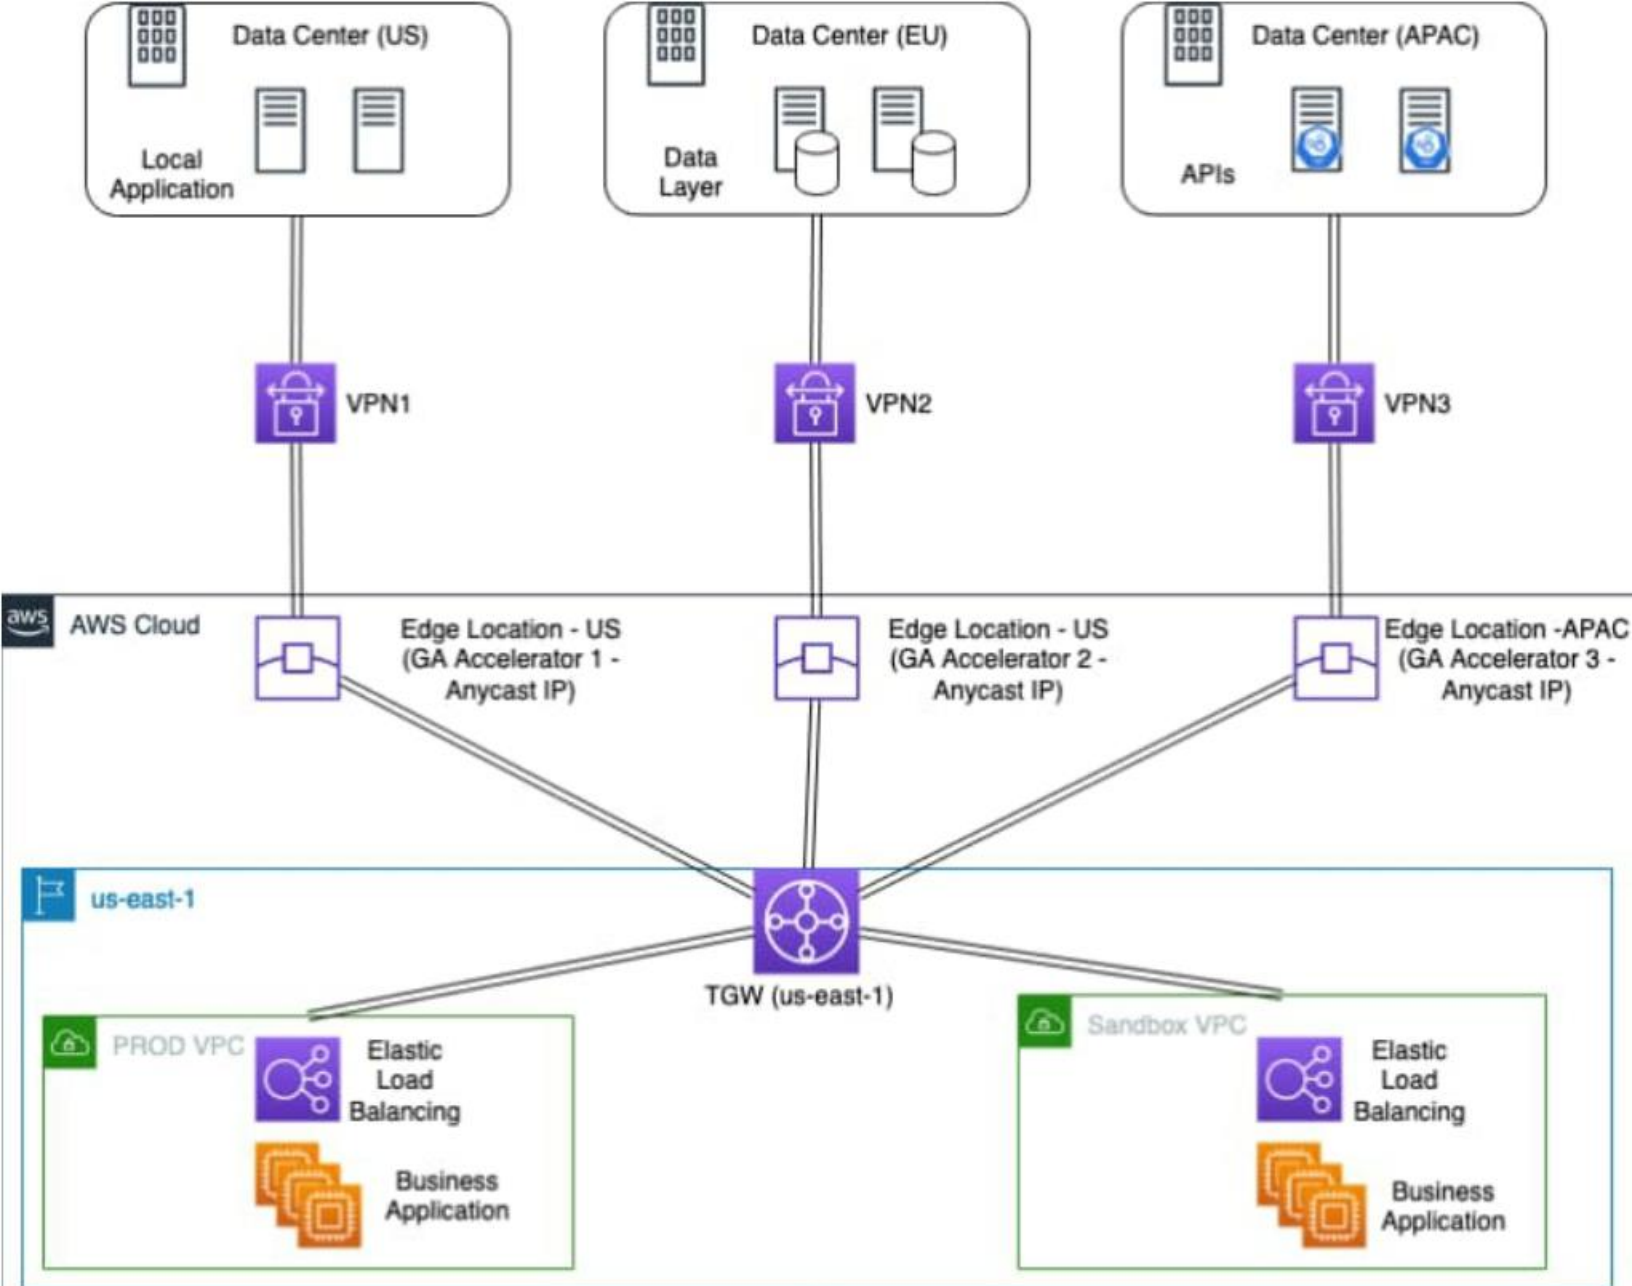 Data Center (US)
Local
Application
Data Center (EU)
Data
Layer
Data Center (APAC)
APIs
VPN1
VPN2
VPN3
aws
AWS Cloud
Edge Location - US
(GA Accelerator 1 -
Anycast IP)
Edge Location - US
(GA Accelerator 2 -
Anycast IP)
Edge Location -APAC
(GA Accelerator 3 -
Anycast IP)
us-east-1
TGW (us-east-1)
PROD VPC
Elastic
Load
Balancing
Business
Application
Sandbox VPC
Elastic
Load
Balancing
Business
Application